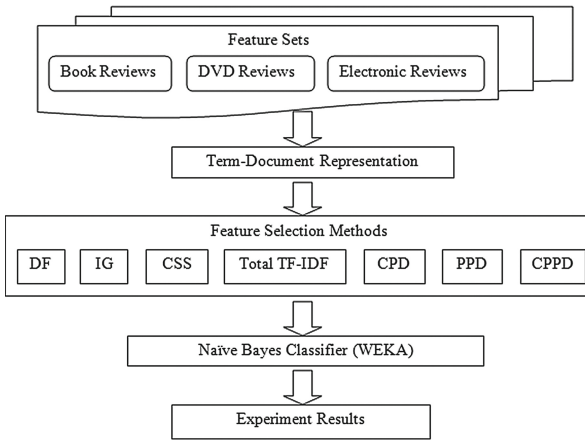 Feature Sets
Book Reviews DVD Reviews Electronic Reviews
Term-Document Representation
Feature Selection Methods
DF IG CSS Total TF-IDF CPD PPD CPPD
Naïve Bayes Classifier (WEKA)
Experiment Results